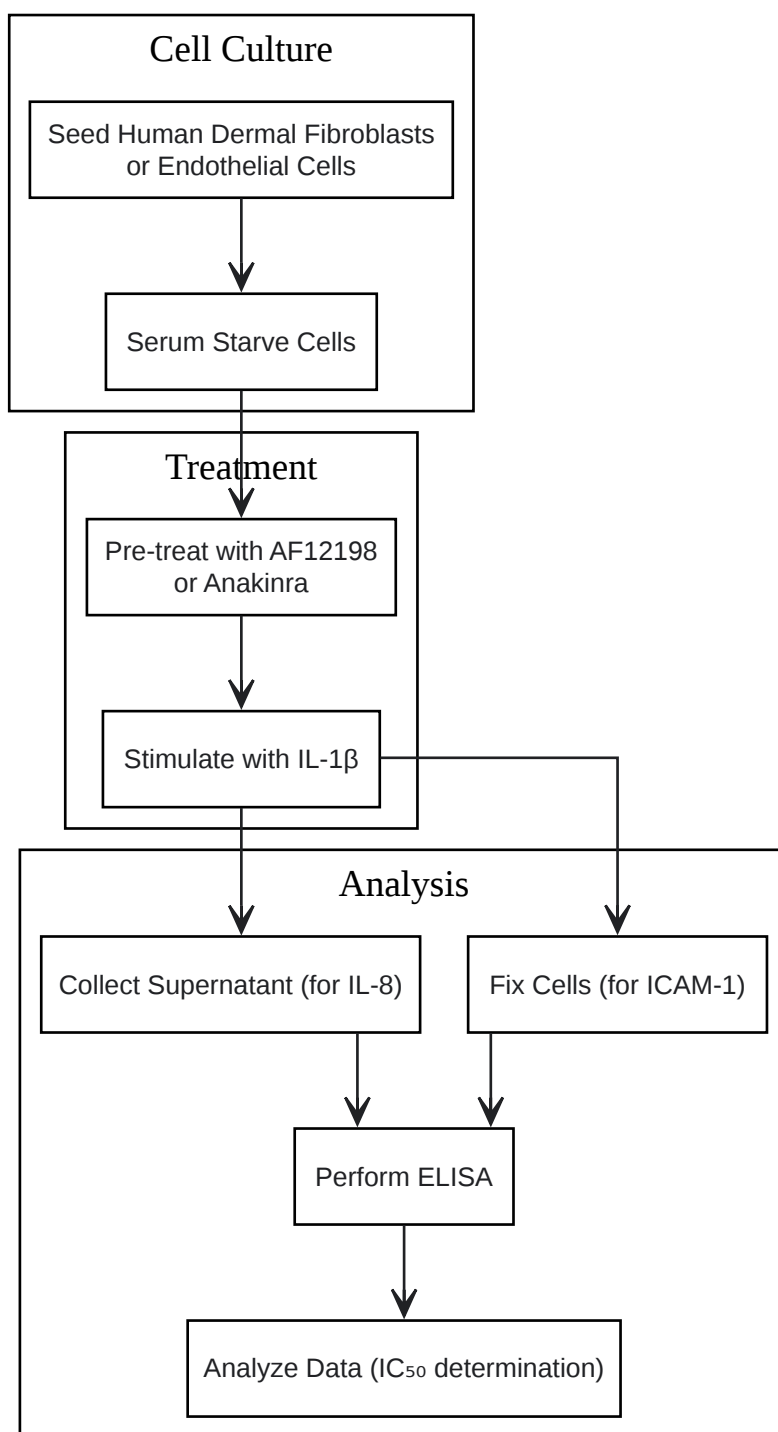 Cell Culture
Seed Human Dermal Fibroblasts
or Endothelial Cells
Serum Starve Cells
Treatment
Pre-treat with AF12198
or Anakinra
Stimulate with IL-1β
Analysis
Collect Supernatant (for IL-8)
Fix Cells (for ICAM-1)
Perform ELISA
Analyze Data (IC₅₀ determination)